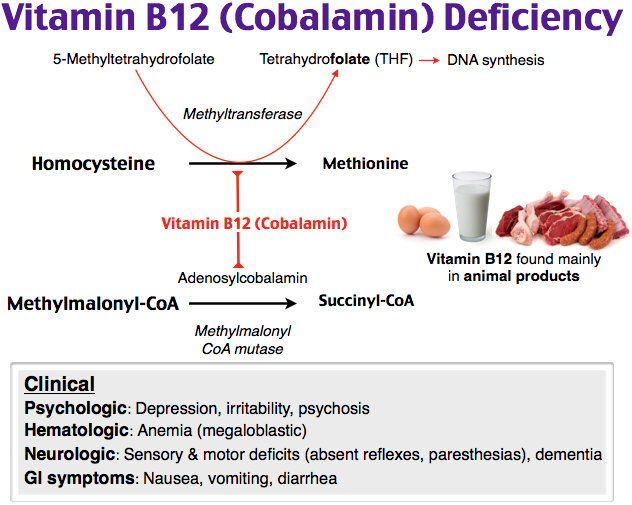 Vitamin B12 (Cobalamin) Deficiency
5-Methyltetrahydrofolate
Tetrahydrofolate (THF) → DNA synthesis
Methyltransferase
Homocysteine
Methionine
Vitamin B12 (Cobalamin)
Vitamin B12 found mainly
in animal products
Adenosylcobalamin
Methylmalonyl-CoA
Succinyl-CoA
Methylmalonyl
CoA mutase
Clinical
Psychologic: Depression, irritability, psychosis
Hematologic: Anemia (megaloblastic)
Neurologic: Sensory & motor deficits (absent reflexes, paresthesias), dementia
GI symptoms: Nausea, vomiting, diarrhea